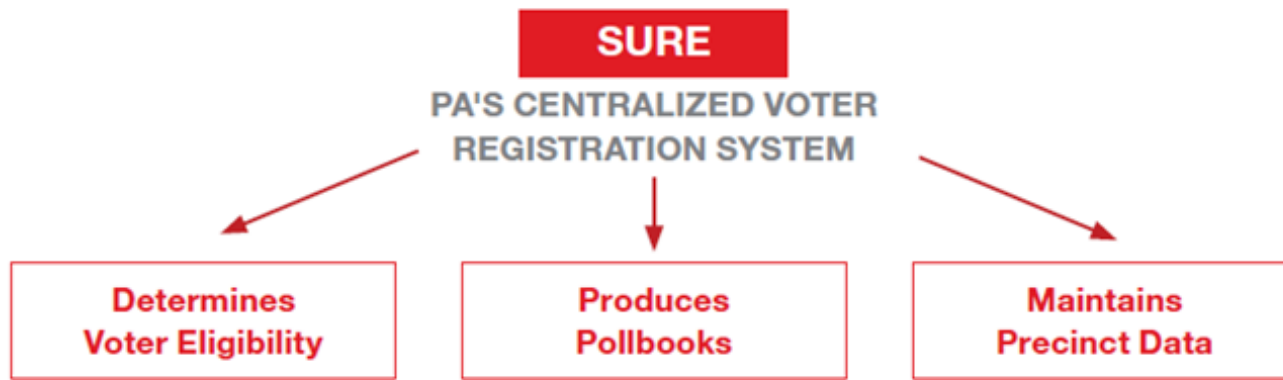 SURE
PA'S CENTRALIZED VOTER
REGISTRATION SYSTEM
Determines
Voter Eligibility
Produces
Pollbooks
Maintains
Precinct Data